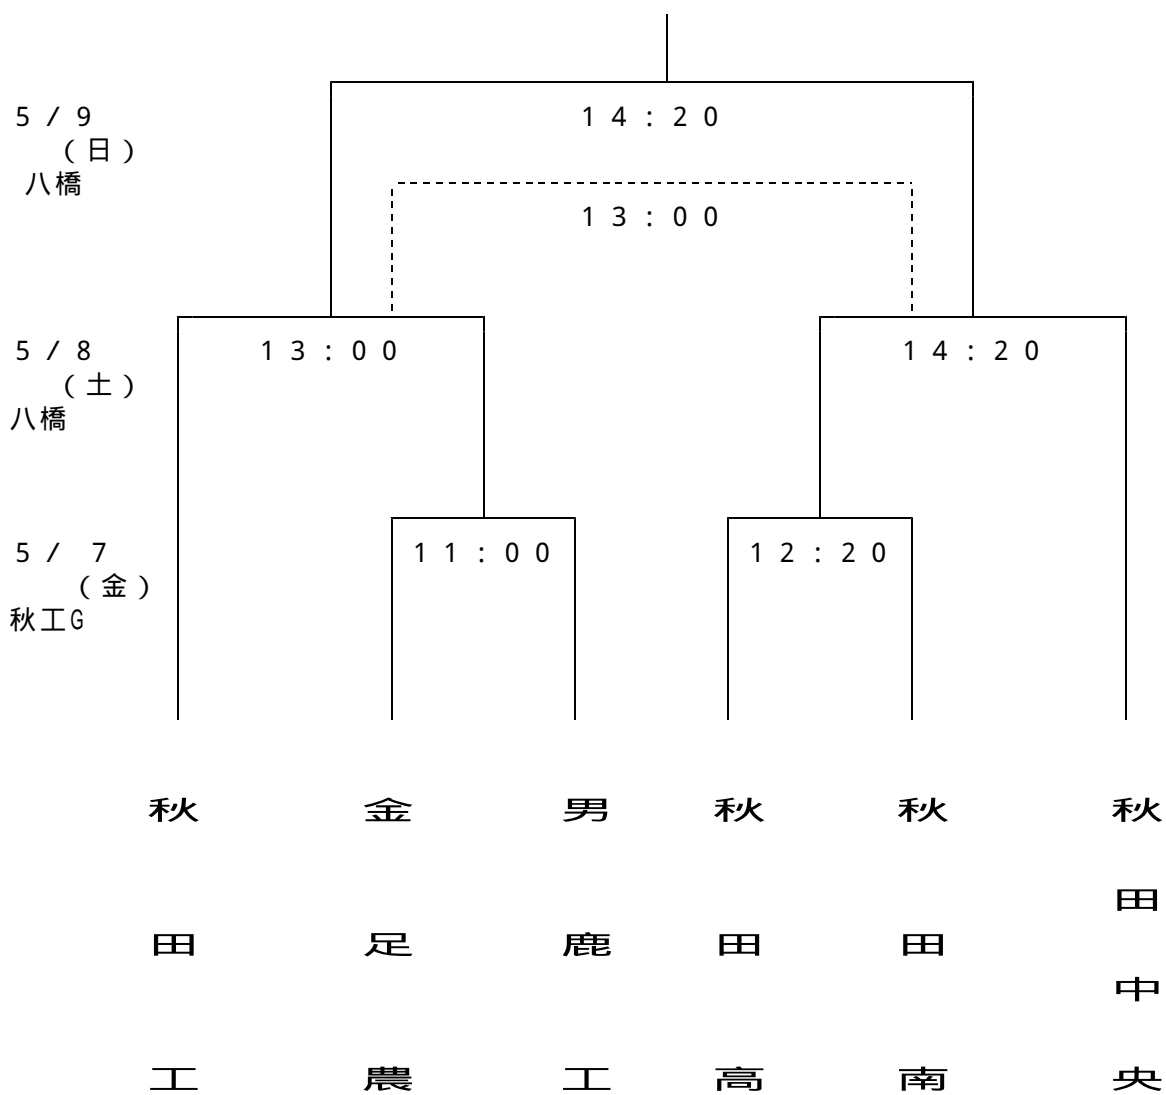 5/9
(日)
八橋
14:20
13:00
5/8
(土)
八橋
13:00
14:20
5/ 7
(金)
秋工G
11:00
12:20
秋田工
金足農
男鹿工
秋田高
秋田南
秋田中央